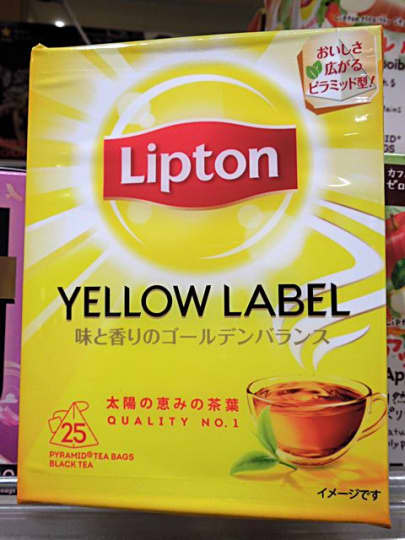 おいしさ
広がる
ピラミッド型!
Lipton
YELLOW LABEL
味と香りのゴールデンバランス
太陽の恵みの茶葉
QUALITY NO.1
25
PYRAMID® TEA BAGS
BLACK TEA
イメージです